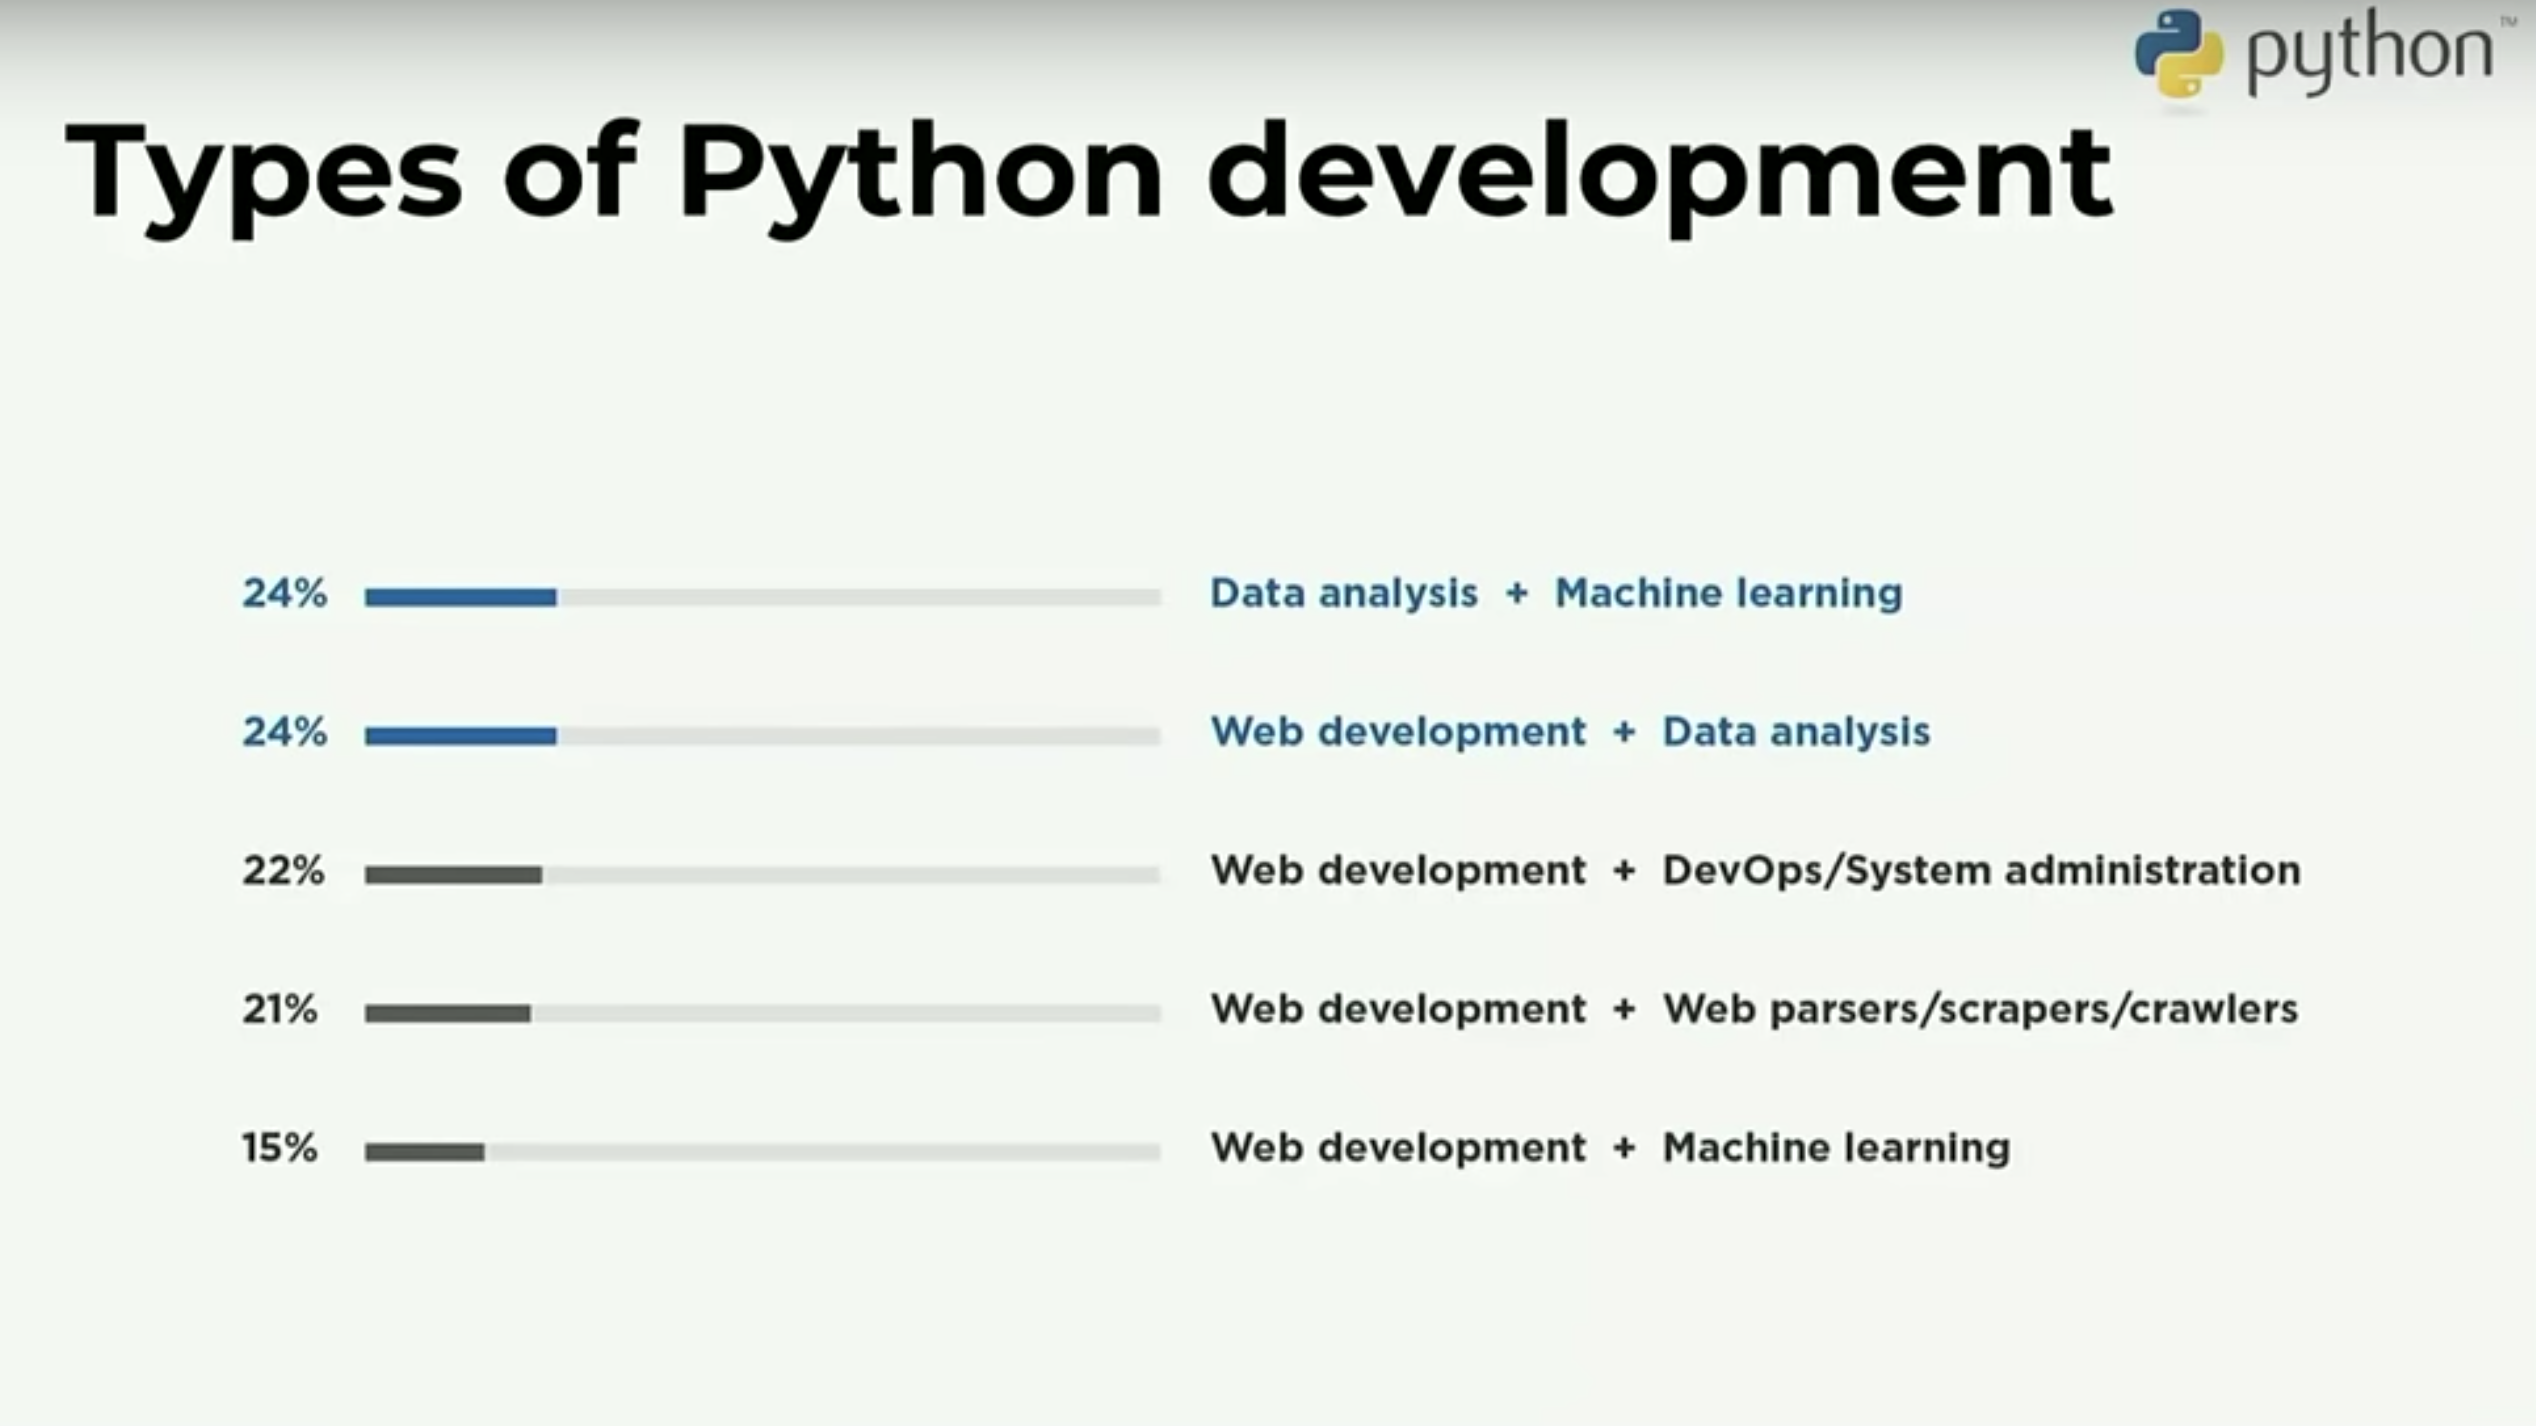 python™
Types of Python development
24% Data analysis + Machine learning
24% Web development + Data analysis
22% Web development + DevOps/System administration
21% Web development + Web parsers/scrapers/crawlers
15% Web development + Machine learning